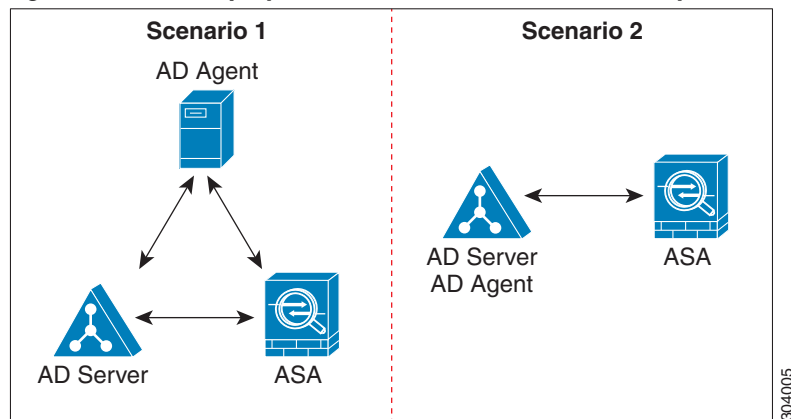 Scenario 1
AD Agent
AD Server
ASA
Scenario 2
AD Server
AD Agent
ASA
304005